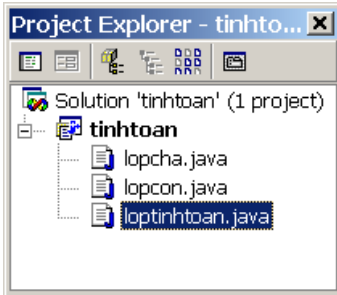 Project Explorer - tinhto...
Solution 'tinhtoan' (1 project)
tinhtoan
lopcha.java
lopcon.java
loptinhtoan.java